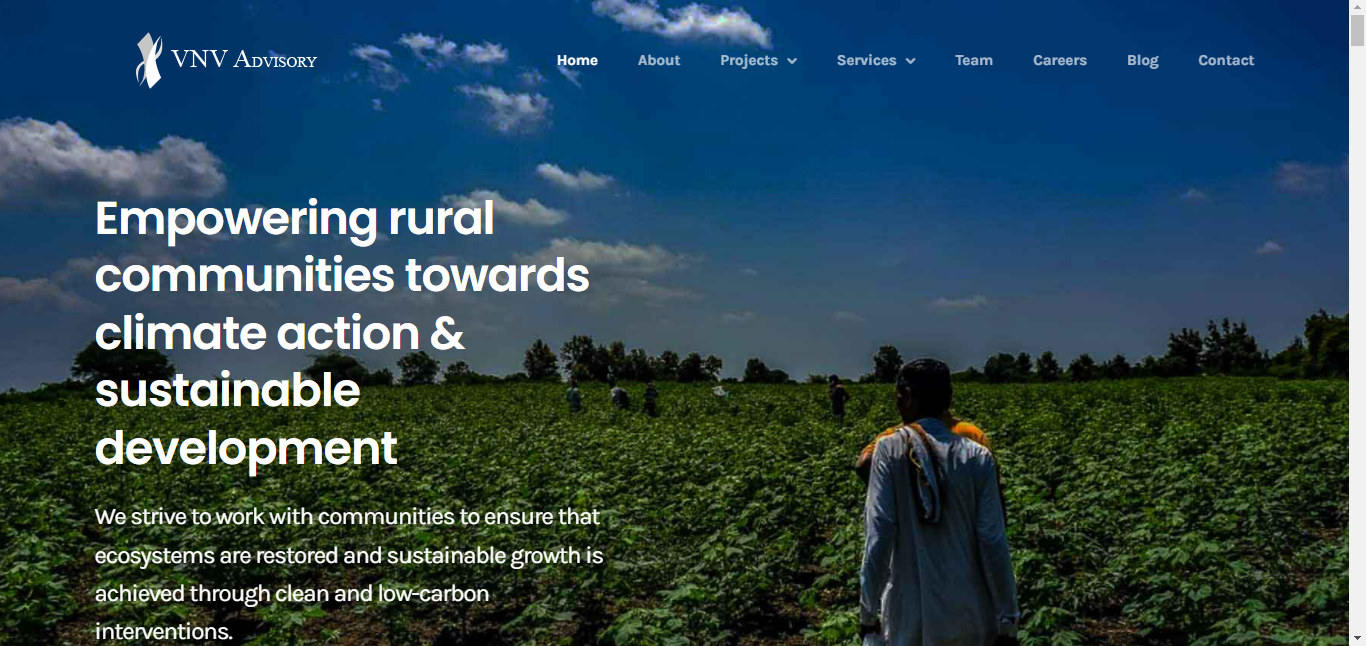 VNV ADVISORY
Home About Projects Services Team Careers Blog Contact
Empowering rural
communities towards
climate action &
sustainable
development
We strive to work with communities to ensure that
ecosystems are restored and sustainable growth is
achieved through clean and low-carbon
interventions.